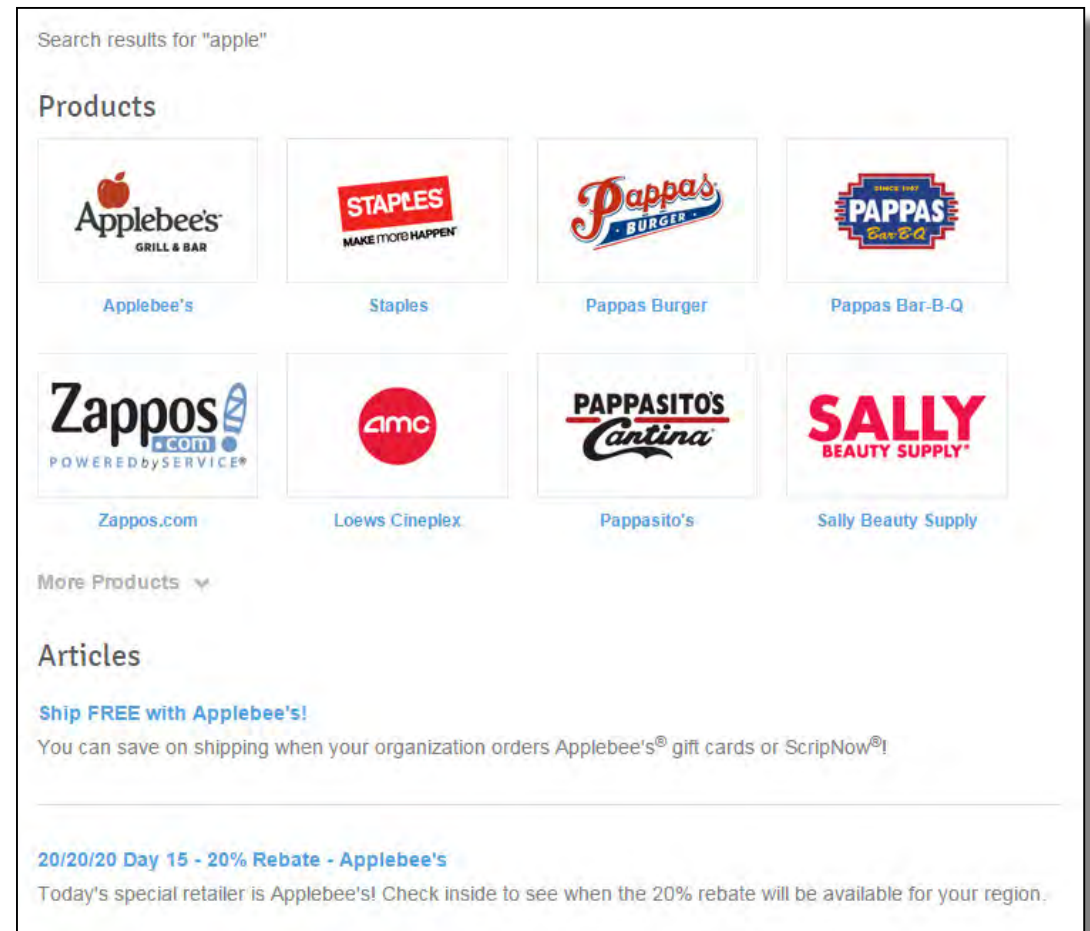 Search results for "apple"
Products
Applebee's
GRILL & BAR
STAPLES
MAKE more HAPPEN
Pappas
BURGER
SINCE 1967
PAPPAS
Bar-B-Q
Applebee's
Staples
Pappas Burger
Pappas Bar-B-Q
Zappos
.com
POWERED by SERVICE®
amc
PAPPASITO'S
Cantina
SALLY
BEAUTY SUPPLY
Zappos.com
Loews Cineplex
Pappasito's
Sally Beauty Supply
More Products
Articles
Ship FREE with Applebee's!
You can save on shipping when your organization orders Applebee's® gift cards or ScripNow®!
20/20/20 Day 15 - 20% Rebate - Applebee's
Today's special retailer is Applebee's! Check inside to see when the 20% rebate will be available for your region.